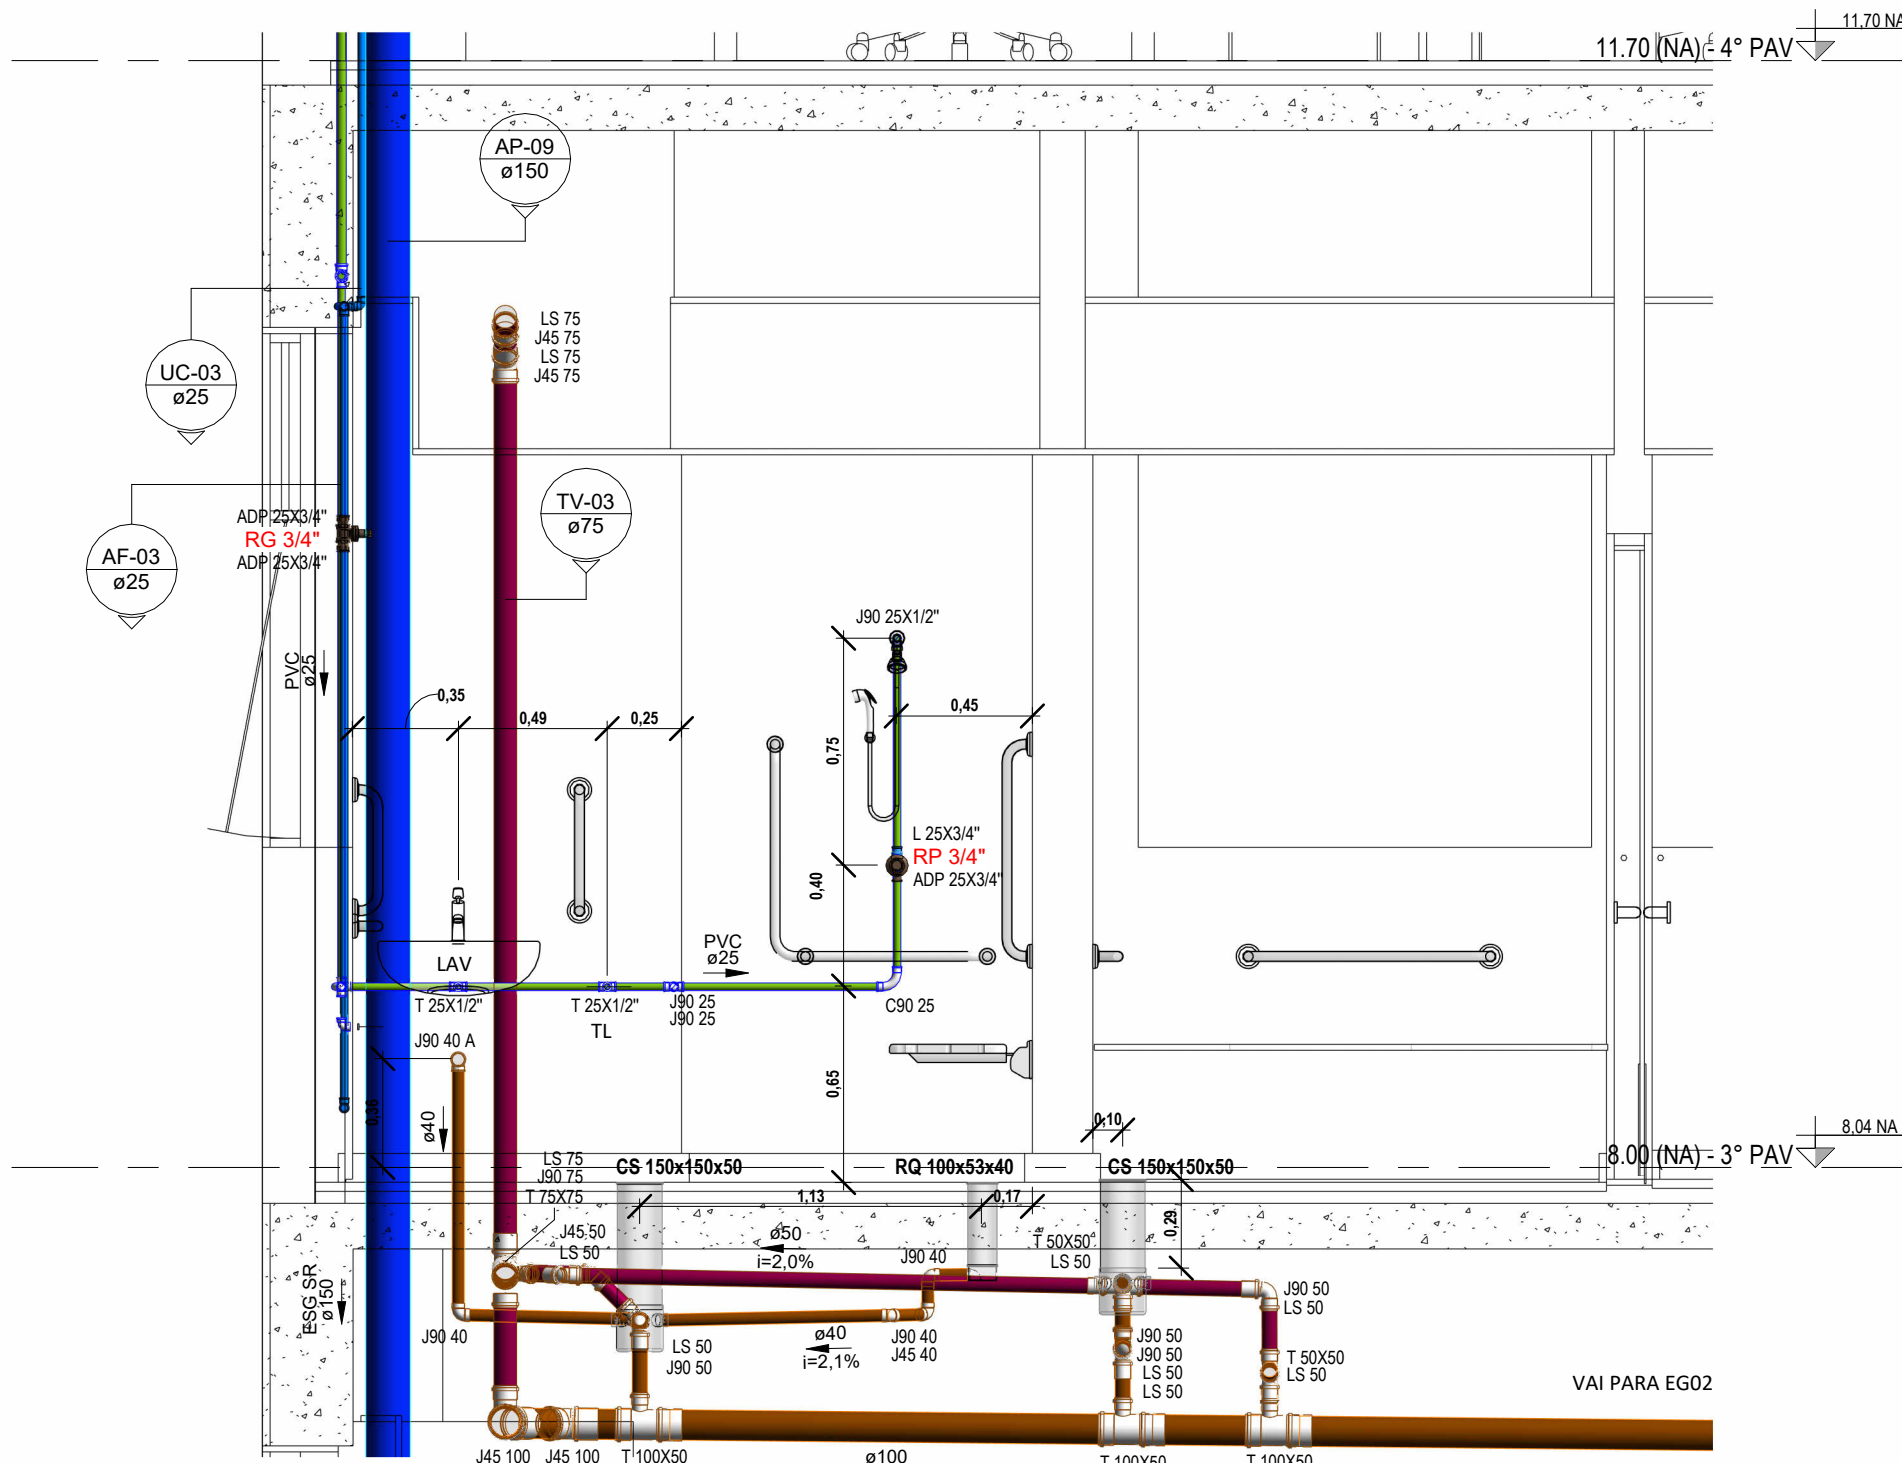 11,70 NA
11.70 (NA) - 4° PAV
AP-09
ø150
LS 75
J45 75
LS 75
J45 75
UC-03
ø25
TV-03
ø75
ADP 25X3/4"
RG 3/4"
ADP 25X3/4"
AF-03
ø25
J90 25X1/2"
PVC
ø25
0,35
0,49
0,25
0,45
0,75
L 25X3/4"
RP 3/4"
ADP 25X3/4"
0,40
PVC
ø25
LAV
T 25X1/2"
T 25X1/2"
TL
J90 25
J90 25
C90 25
J90 40 A
0,36
ø40
0,65
0,10
8,04 NA
8.00 (NA) - 3° PAV
LS 75
J90 75
T 75X75
CS 150x150x50
RQ 100x53x40
CS 150x150x50
1,13
0,17
0,29
J45 50
LS 50
ø50
i=2,0%
J90 40
T 50X50
LS 50
ESG SR
ø150
J90 50
LS 50
J90 40
LS 50
J90 50
ø40
i=2,1%
J90 40
J45 40
J90 50
J90 50
LS 50
LS 50
T 50X50
LS 50
VAI PARA EG02
J45 100
J45 100
T 100X50
ø100
T 100X50
T 100X50